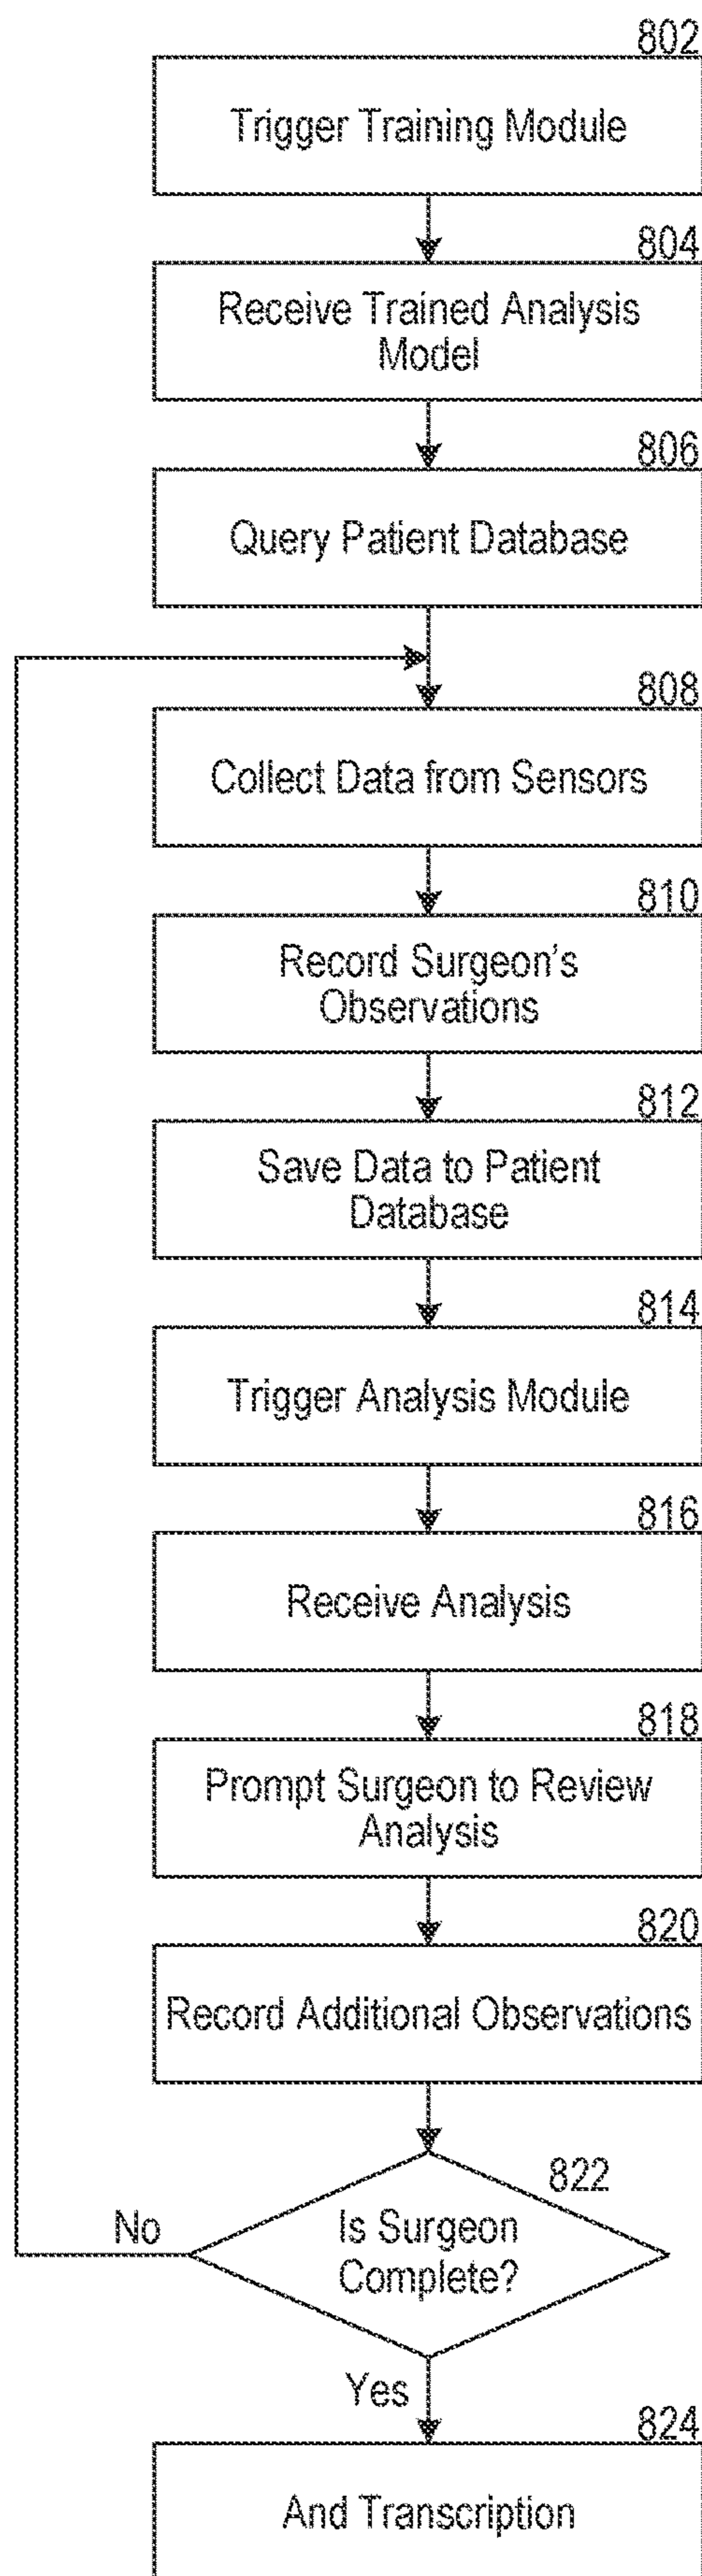 802
Trigger Training Module
804
Receive Trained Analysis
Model
806
Query Patient Database
808
Collect Data from Sensors
810
Record Surgeon's
Observations
812
Save Data to Patient
Database
814
Trigger Analysis Module
816
Receive Analysis
818
Prompt Surgeon to Review
Analysis
820
Record Additional Observations
822
Is Surgeon
Complete?
No
Yes
824
And Transcription